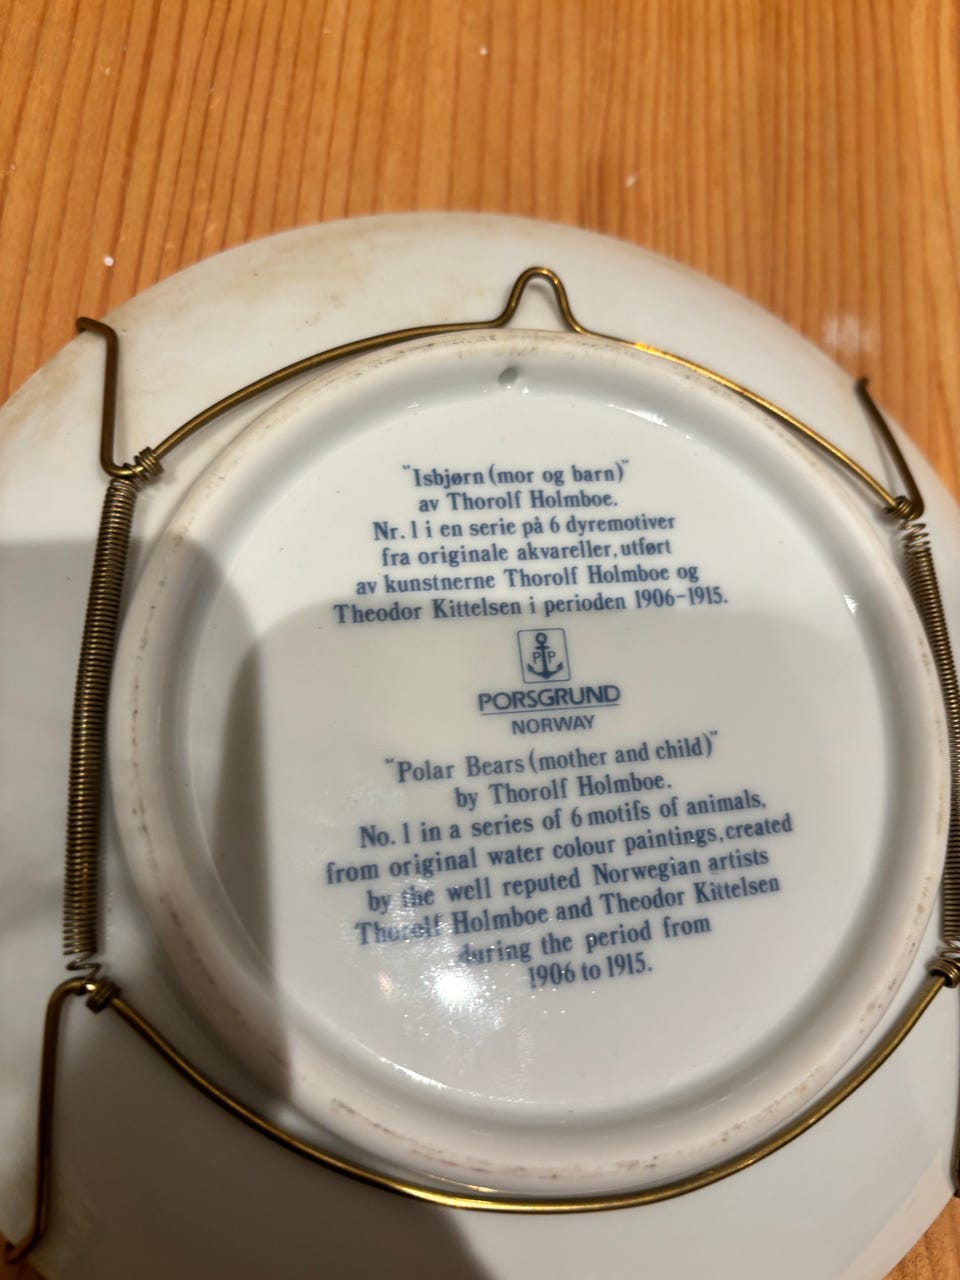 "Isbjørn (mor og barn)"
av Thorolf Holmboe.
Nr. 1 i en serie på 6 dyremotiver
fra originale akvareller, utført
av kunstnerne Thorolf Holmboe og
Theodor Kittelsen i perioden 1906-1915.
P P
PORSGRUND
NORWAY
"Polar Bears (mother and child)"
by Thorolf Holmboe.
No. 1 in a series of 6 motifs of animals,
from original water colour paintings, created
by the well reputed Norwegian artists
Thorolf Holmboe and Theodor Kittelsen
during the period from
1906 to 1915.